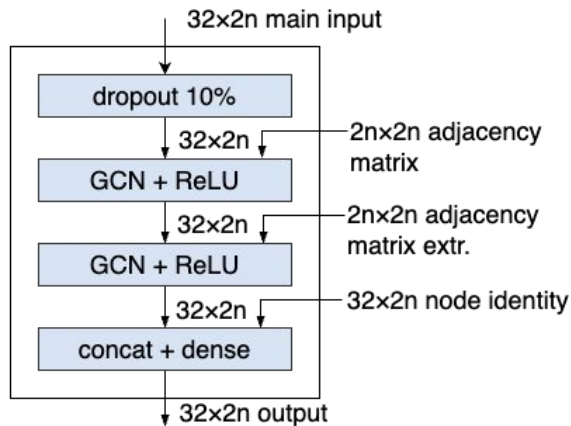 32×2n main input
dropout 10%
32×2n
2n×2n adjacency
matrix
GCN + ReLU
32×2n
2n×2n adjacency
matrix extr.
GCN + ReLU
32×2n
32×2n node identity
concat + dense
32×2n output